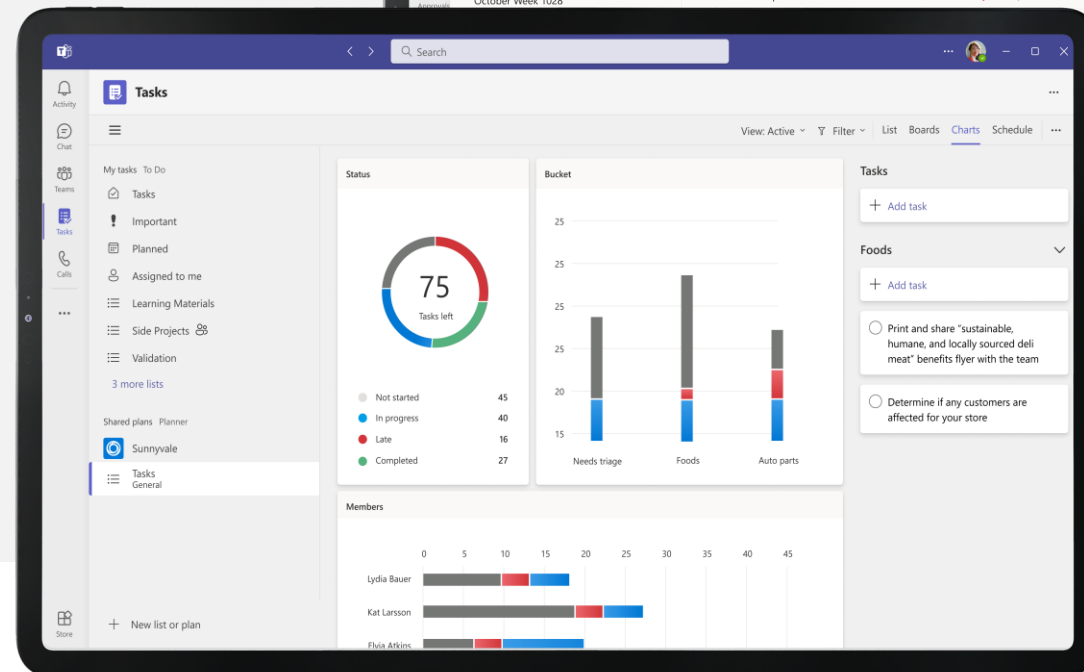 Approvals
October Week 1028
Search
Activity
Chat
Teams
Tasks
Calls
Store
Tasks
View: Active
Filter
List
Boards
Charts
Schedule
My tasks To Do
Tasks
Important
Planned
Assigned to me
Learning Materials
Side Projects
Validation
3 more lists
Shared plans Planner
Sunnyvale
Tasks
General
New list or plan
Status
75
Tasks left
Not started 45
In progress 40
Late 16
Completed 27
Bucket
25
25
25
25
20
15
Needs triage Foods Auto parts
Members
0 5 10 15 20 25 30 35 40 45
Lydia Bauer
Kat Larsson
Elvia Atkins
Tasks
Add task
Foods
Add task
Print and share “sustainable,
humane, and locally sourced deli
meat” benefits flyer with the team
Determine if any customers are
affected for your store